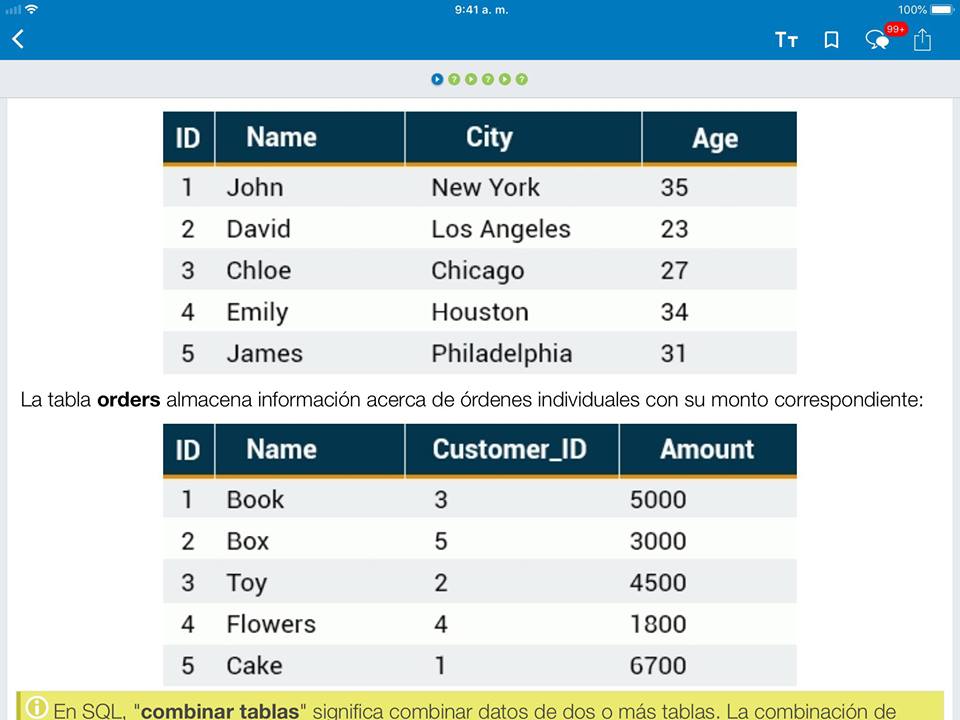 9:41 a. m.
100%
TT
99+
ID Name City Age
1 John New York 35
2 David Los Angeles 23
3 Chloe Chicago 27
4 Emily Houston 34
5 James Philadelphia 31
La tabla orders almacena información acerca de órdenes individuales con su monto correspondiente:
ID Name Customer_ID Amount
1 Book 3 5000
2 Box 5 3000
3 Toy 2 4500
4 Flowers 4 1800
5 Cake 1 6700
En SQL, "combinar tablas" significa combinar datos de dos o más tablas. La combinación de